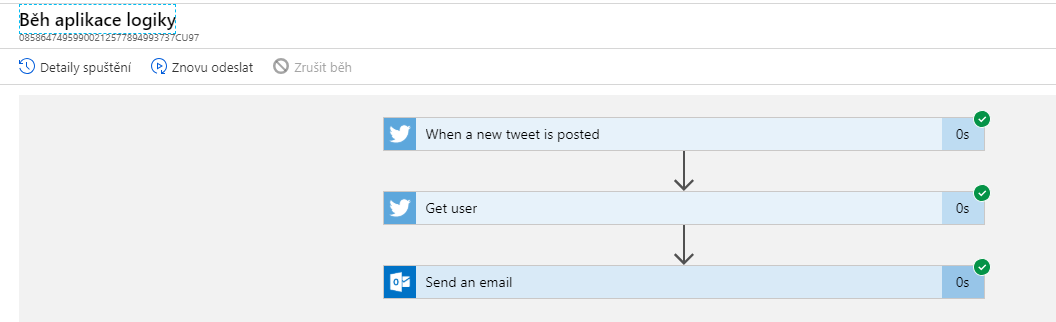 Běh aplikace logiky
08586474959900212577894993737CU97
Detaily spuštění Znovu odeslat Zrušit běh
When a new tweet is posted 0s
Get user 0s
Send an email 0s